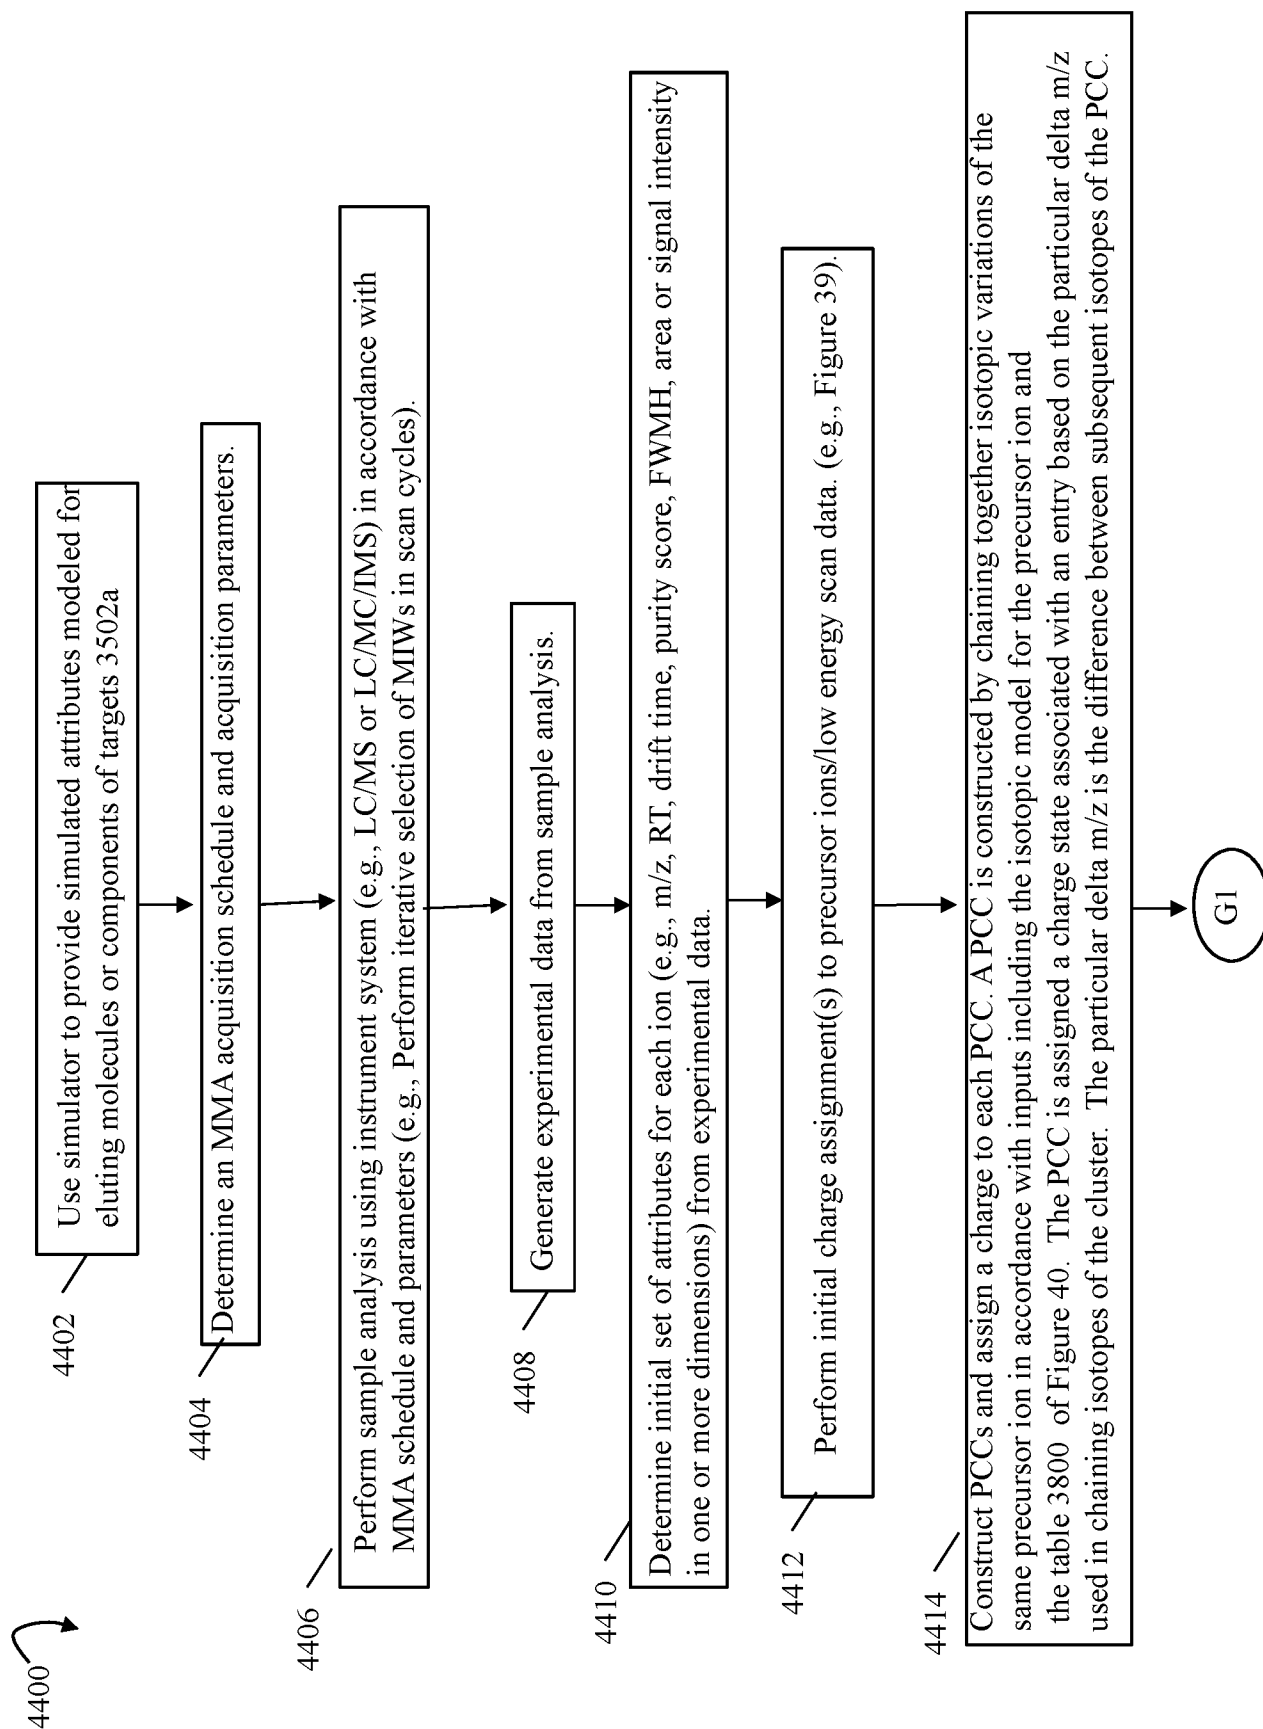 4400
4402
Use simulator to provide simulated attributes modeled for
eluting molecules or components of targets 3502a
4404
Determine an MMA acquisition schedule and acquisition parameters.
4406
Perform sample analysis using instrument system (e.g., LC/MS or LC/MC/IMS) in accordance with
MMA schedule and parameters (e.g., Perform iterative selection of MIWs in scan cycles).
4408
Generate experimental data from sample analysis.
4410
Determine initial set of attributes for each ion (e.g., m/z, RT, drift time, purity score, FWMH, area or signal intensity
in one or more dimensions) from experimental data.
4412
Perform initial charge assignment(s) to precursor ions/low energy scan data. (e.g., Figure 39).
4414
Construct PCCs and assign a charge to each PCC. A PCC is constructed by chaining together isotopic variations of the
same precursor ion in accordance with inputs including the isotopic model for the precursor ion and
the table 3800 of Figure 40. The PCC is assigned a charge state associated with an entry based on the particular delta m/z
used in chaining isotopes of the cluster. The particular delta m/z is the difference between subsequent isotopes of the PCC.
G1